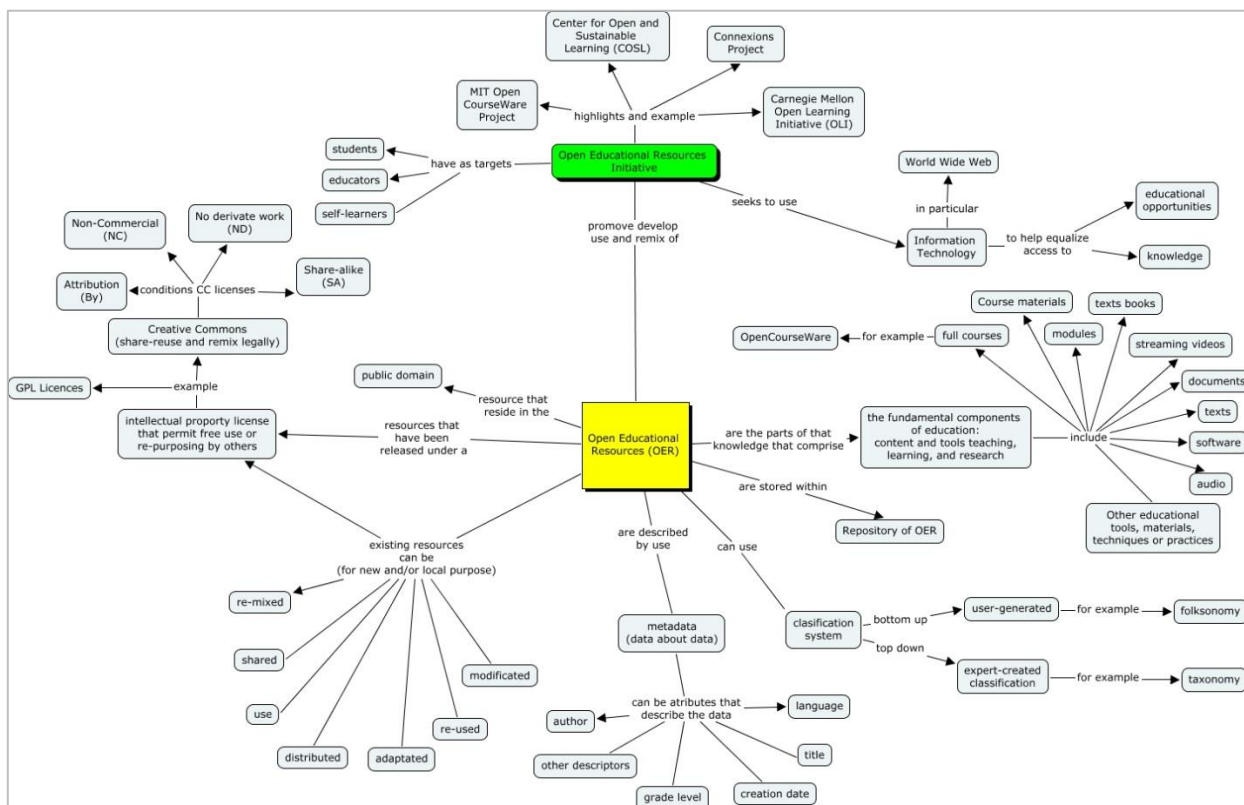 Center for Open and
Sustainable
Learning (COSL)
Connexions
Project
MIT Open
CourseWare
Project
highlights and example
Carnegie Mellon
Open Learning
Initiative (OLI)
students
educators
self-learners
have as targets
Open Educational Resources
Initiative
World Wide Web
in particular
seeks to use
Information
Technology
to help equalize
access to
educational
opportunities
knowledge
promove develop
use and remix of
Non-Commercial
(NC)
No derivate work
(ND)
Attribution
(By)
conditions CC licenses
Share-alike
(SA)
Creative Commons
(share-reuse and remix legally)
GPL Licences
example
intellectual proporty license
that permit free use or
re-purposing by others
public domain
resource that
reside in the
resources that
have been
released under a
Open Educational
Resources (OER)
are the parts of that
knowledge that comprise
the fundamental components
of education:
content and tools teaching,
learning, and research
include
OpenCourseWare
for example
full courses
Course materials
modules
texts books
streaming videos
documents
texts
software
audio
Other educational
tools, materials,
techniques or practices
are stored within
Repository of OER
existing resources
can be
(for new and/or local purpose)
re-mixed
shared
use
distributed
adaptated
re-used
modificated
are described
by use
metadata
(data about data)
can be atributes that
describe the data
author
other descriptors
grade level
creation date
title
language
can use
clasification
system
bottom up
user-generated
for example
folksonomy
top down
expert-created
classification
for example
taxonomy